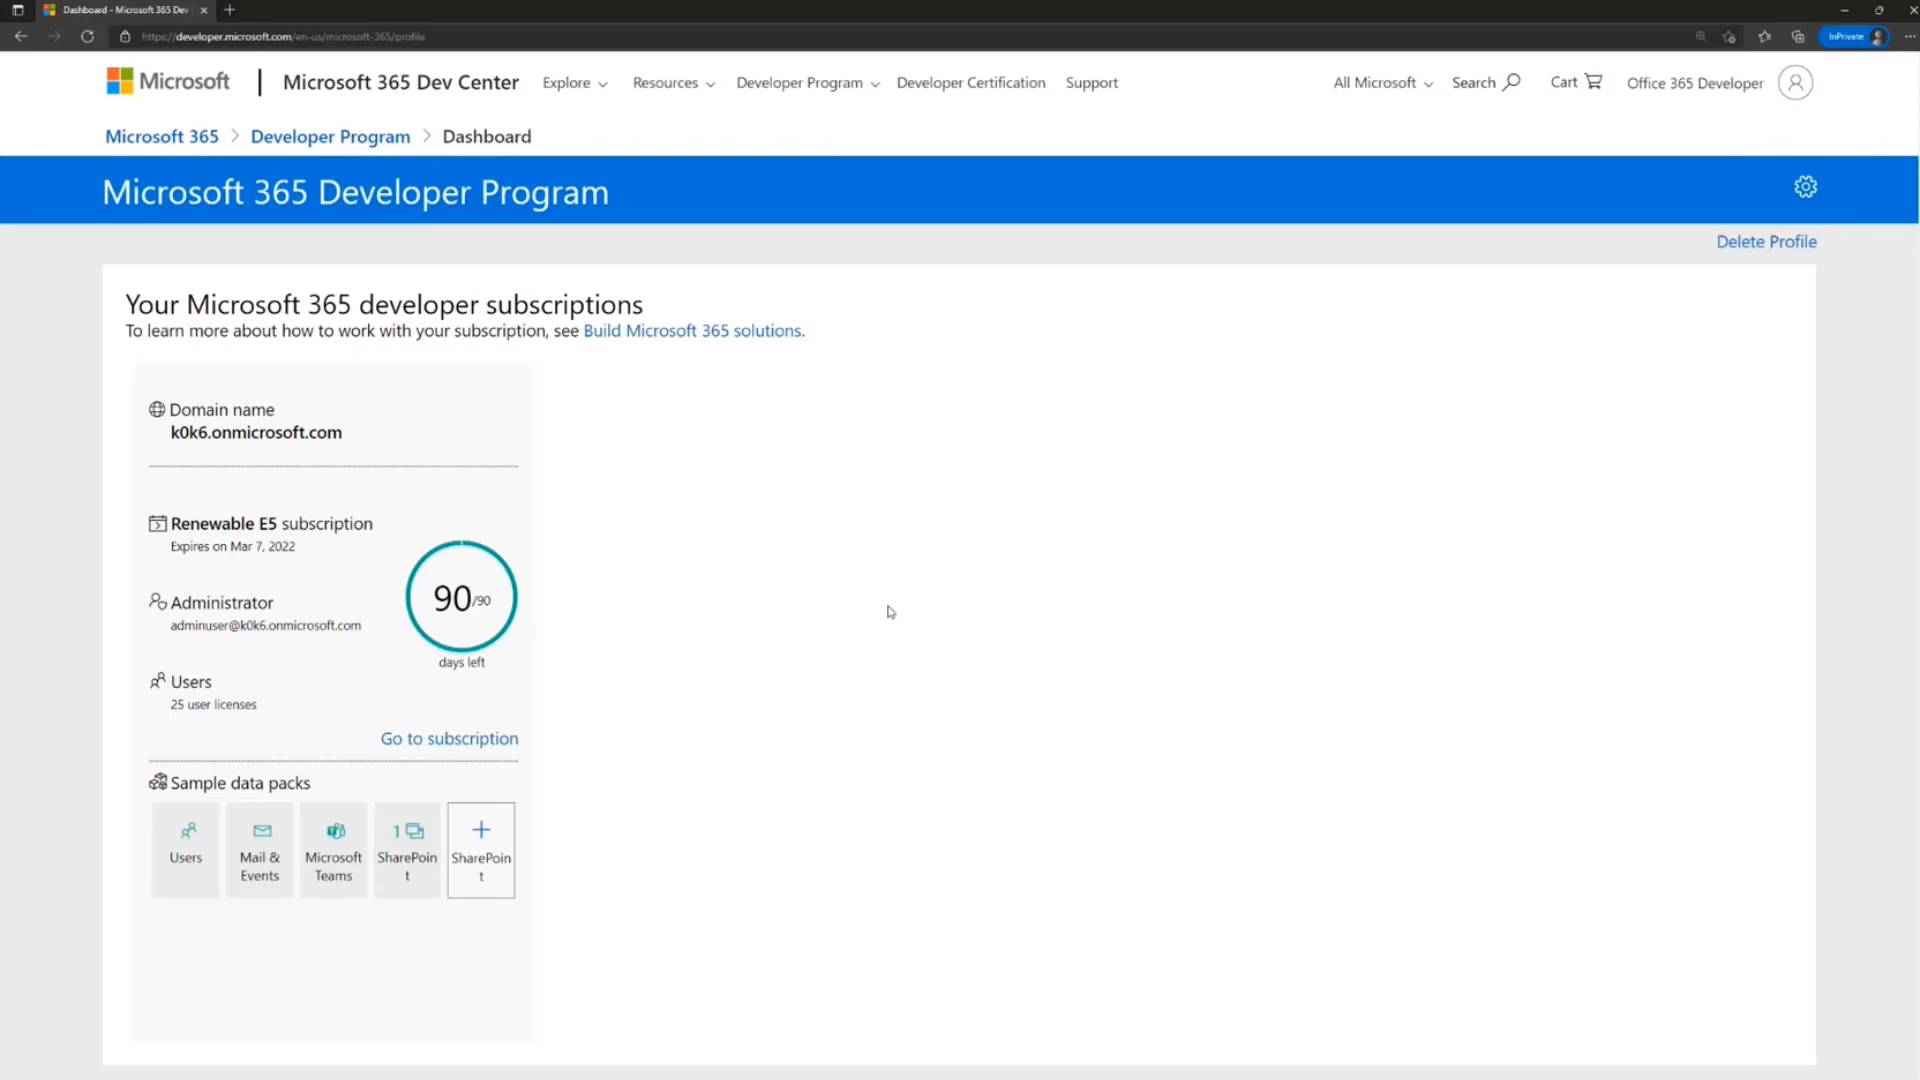 Dashboard - Microsoft 365 Dev
https://developer.microsoft.com/en-us/microsoft-365/profile
InPrivate
Microsoft | Microsoft 365 Dev Center Explore Resources Developer Program Developer Certification Support All Microsoft Search Cart Office 365 Developer
Microsoft 365 > Developer Program > Dashboard
Microsoft 365 Developer Program
Delete Profile
Your Microsoft 365 developer subscriptions
To learn more about how to work with your subscription, see Build Microsoft 365 solutions.
Domain name
k0k6.onmicrosoft.com
Renewable E5 subscription
Expires on Mar 7, 2022
90/90
days left
Administrator
adminuser@k0k6.onmicrosoft.com
Users
25 user licenses
Go to subscription
Sample data packs
Users
Mail &
Events
Microsoft
Teams
1
SharePoin
t
SharePoin
t